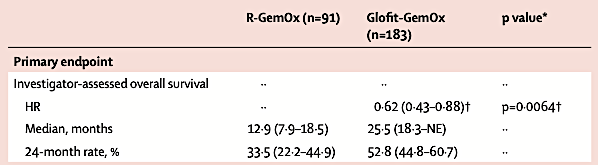 R-GemOx (n=91) Glofit-GemOx (n=183) p value*
Primary endpoint
Investigator-assessed overall survival ·· ·· ··
HR ·· 0·62 (0·43–0·88)† p=0·0064†
Median, months 12·9 (7·9–18·5) 25·5 (18·3–NE) ··
24-month rate, % 33·5 (22·2–44·9) 52·8 (44·8–60·7) ··